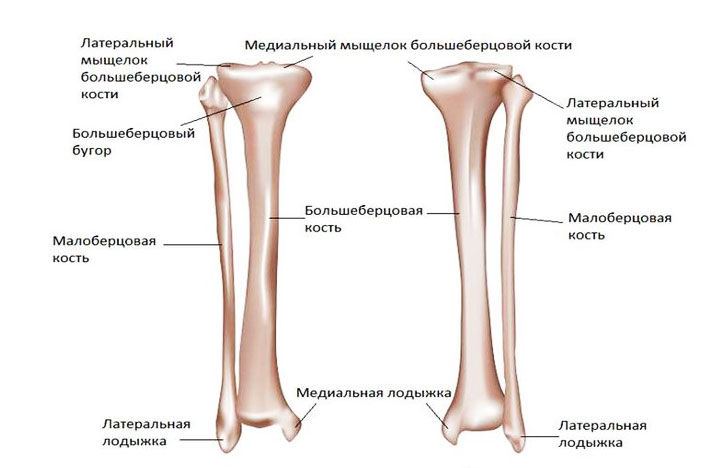 Латеральный
мыщелок
большеберцовой
кости
Медиальный мыщелок большеберцовой кости
Латеральный
мыщелок
большеберцовой
кости
Большеберцовый
бугор
Большеберцовая
кость
Малоберцовая
кость
Малоберцовая
кость
Медиальная лодыжка
Латеральная
лодыжка
Латеральная
лодыжка